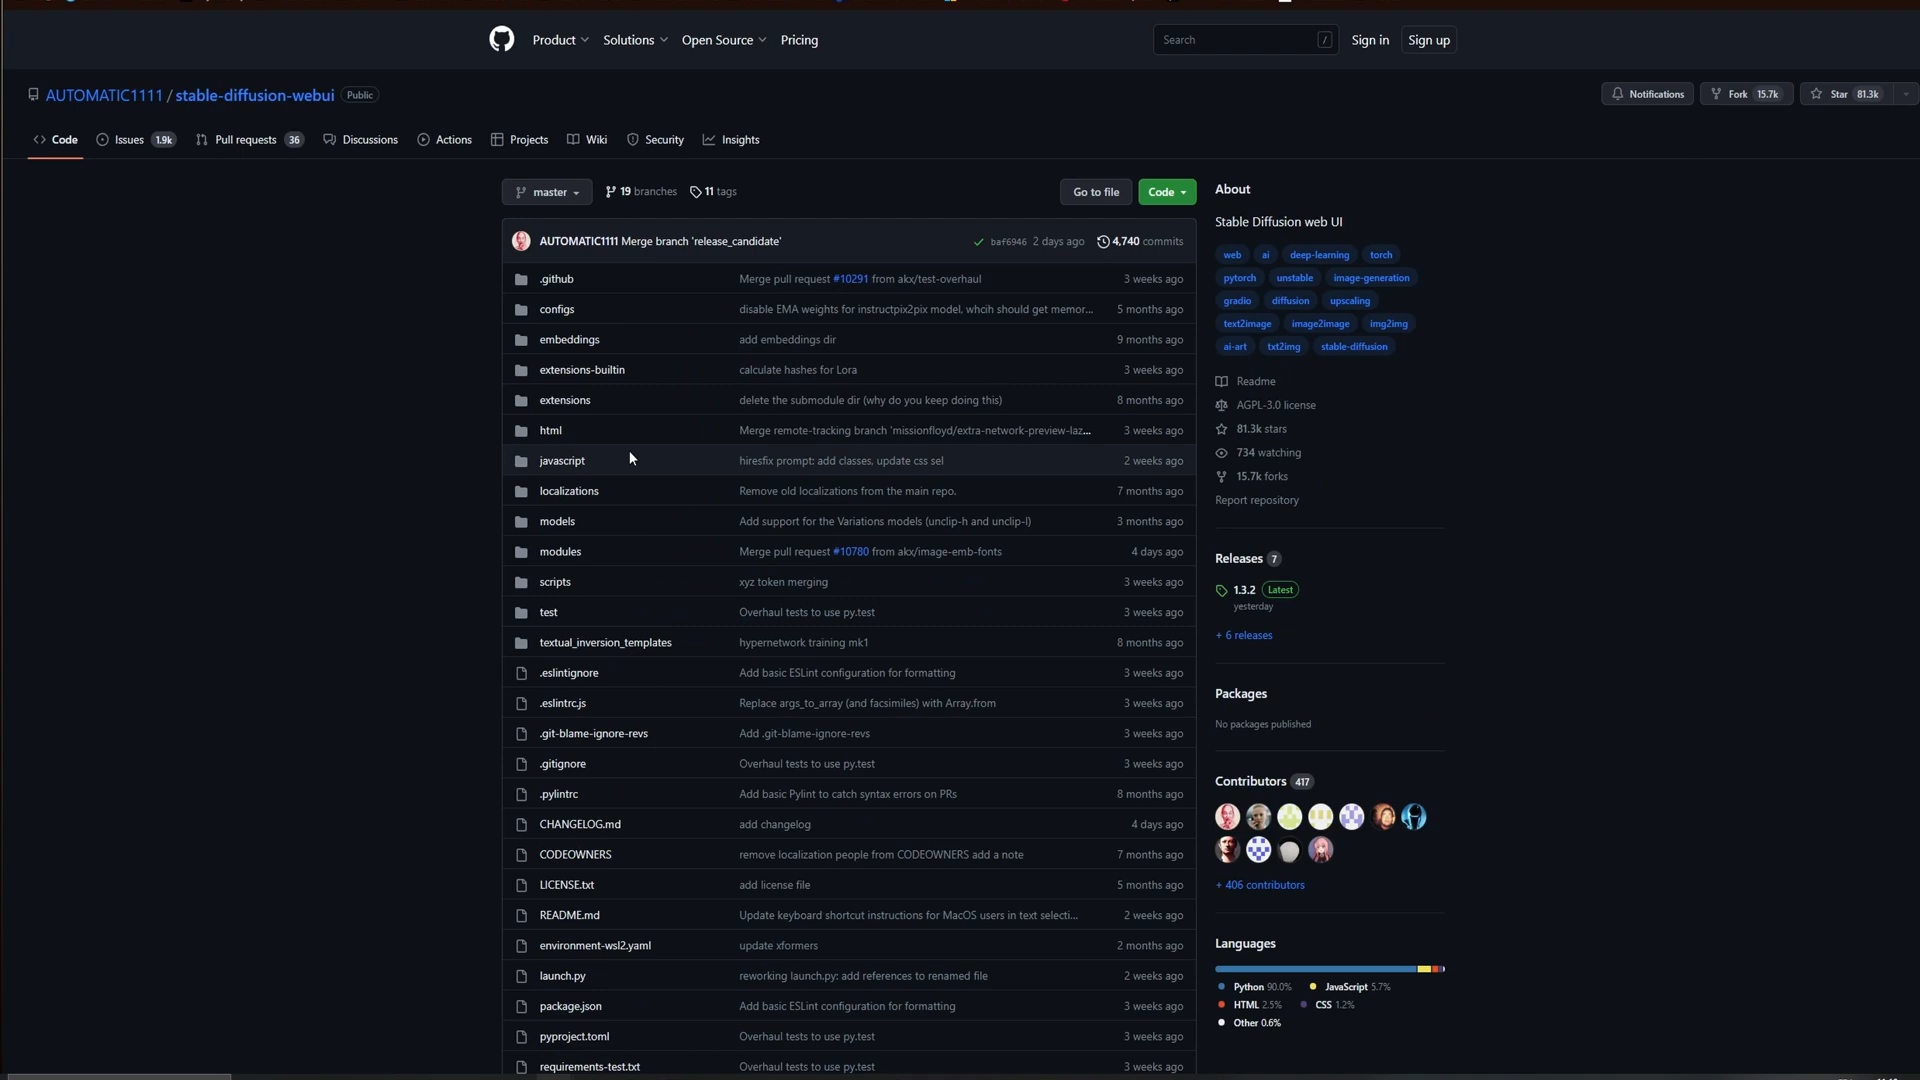 Product Solutions Open Source Pricing Search / Sign in Sign up
AUTOMATIC1111 / stable-diffusion-webui Public Notifications Fork 15.7k Star 81.3k
Code Issues 1.9k Pull requests 36 Discussions Actions Projects Wiki Security Insights
master 19 branches 11 tags Go to file Code
AUTOMATIC1111 Merge branch 'release_candidate' baf6946 2 days ago 4,740 commits
.github Merge pull request #10291 from akx/test-overhaul 3 weeks ago
configs disable EMA weights for instructpix2pix model, whcih should get memor... 5 months ago
embeddings add embeddings dir 9 months ago
extensions-builtin calculate hashes for Lora 3 weeks ago
extensions delete the submodule dir (why do you keep doing this) 8 months ago
html Merge remote-tracking branch 'missionfloyd/extra-network-preview-laz... 3 weeks ago
javascript hiresfix prompt: add classes, update css sel 2 weeks ago
localizations Remove old localizations from the main repo. 7 months ago
models Add support for the Variations models (unclip-h and unclip-l) 3 months ago
modules Merge pull request #10780 from akx/image-emb-fonts 4 days ago
scripts xyz token merging 3 weeks ago
test Overhaul tests to use py.test 3 weeks ago
textual_inversion_templates hypernetwork training mk1 8 months ago
.eslintignore Add basic ESLint configuration for formatting 3 weeks ago
.eslintrc.js Replace args_to_array (and facsimiles) with Array.from 3 weeks ago
.git-blame-ignore-revs Add .git-blame-ignore-revs 3 weeks ago
.gitignore Overhaul tests to use py.test 3 weeks ago
.pylintrc Add basic Pylint to catch syntax errors on PRs 8 months ago
CHANGELOG.md add changelog 4 days ago
CODEOWNERS remove localization people from CODEOWNERS add a note 7 months ago
LICENSE.txt add license file 5 months ago
README.md Update keyboard shortcut instructions for MacOS users in text selecti... 2 weeks ago
environment-wsl2.yaml update xformers 2 months ago
launch.py reworking launch.py: add references to renamed file 2 weeks ago
package.json Add basic ESLint configuration for formatting 3 weeks ago
pyproject.toml Overhaul tests to use py.test 3 weeks ago
requirements-test.txt Overhaul tests to use py.test 3 weeks ago
About
Stable Diffusion web UI
web ai deep-learning torch
pytorch unstable image-generation
gradio diffusion upscaling
text2image image2image img2img
ai-art txt2img stable-diffusion
Readme
AGPL-3.0 license
81.3k stars
734 watching
15.7k forks
Report repository
Releases 7
1.3.2 Latest
yesterday
+ 6 releases
Packages
No packages published
Contributors 417
+ 406 contributors
Languages
Python 90.0% JavaScript 5.7%
HTML 2.5% CSS 1.2%
Other 0.6%